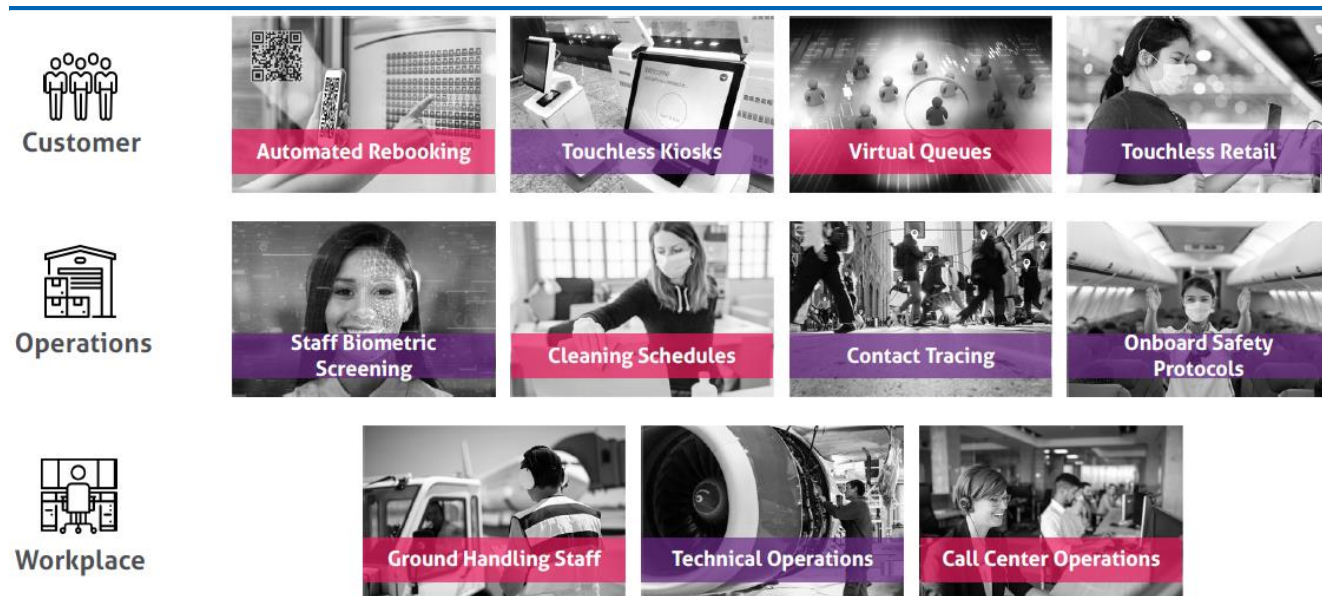 Customer
Automated Rebooking
Touchless Kiosks
Virtual Queues
Touchless Retail
Operations
Staff Biometric
Screening
Cleaning Schedules
Contact Tracing
Onboard Safety
Protocols
Workplace
Ground Handling Staff
Technical Operations
Call Center Operations